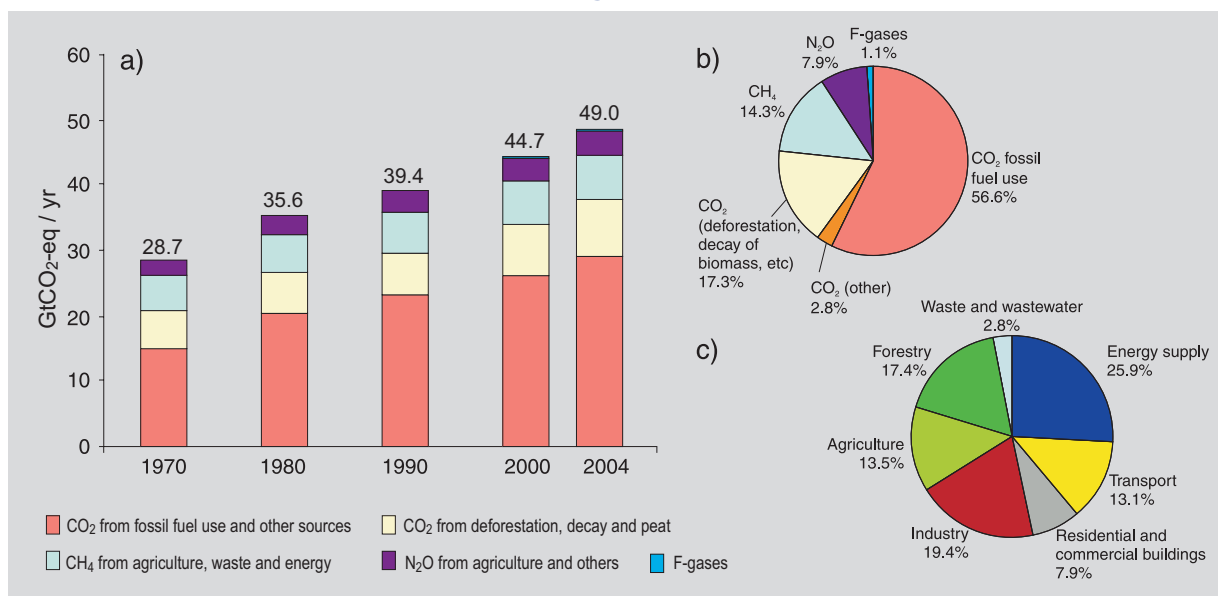 a)
GtCO₂-eq / yr
60
50
40
30
20
10
0
28.7
35.6
39.4
44.7
49.0
1970
1980
1990
2000
2004
CO₂ from fossil fuel use and other sources
CO₂ from deforestation, decay and peat
CH₄ from agriculture, waste and energy
N₂O from agriculture and others
F-gases
b)
F-gases
1.1%
N₂O
7.9%
CH₄
14.3%
CO₂ fossil
fuel use
56.6%
CO₂
(deforestation,
decay of
biomass, etc)
17.3%
CO₂ (other)
2.8%
c)
Waste and wastewater
2.8%
Forestry
17.4%
Energy supply
25.9%
Agriculture
13.5%
Transport
13.1%
Industry
19.4%
Residential and
commercial buildings
7.9%